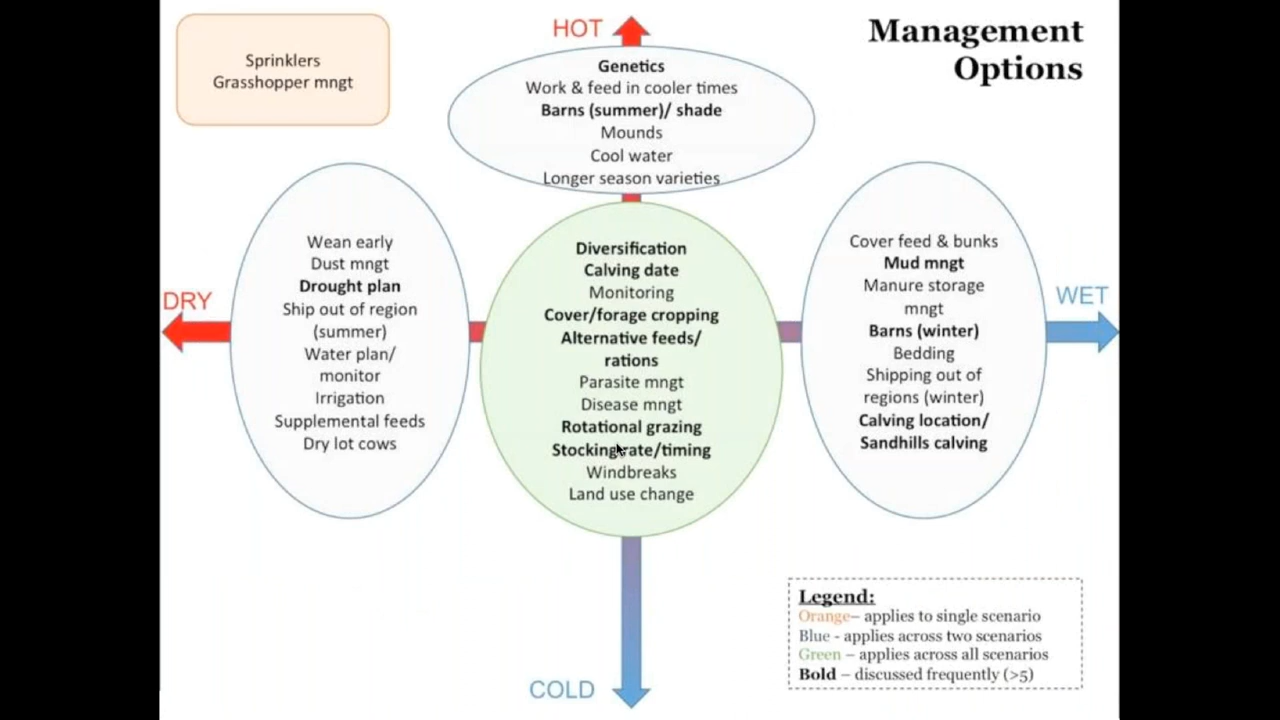 Management
Options
Sprinklers
Grasshopper mngt
HOT
Genetics
Work & feed in cooler times
Barns (summer)/ shade
Mounds
Cool water
Longer season varieties
DRY
Wean early
Dust mngt
Drought plan
Ship out of region
(summer)
Water plan/
monitor
Irrigation
Supplemental feeds
Dry lot cows
Diversification
Calving date
Monitoring
Cover/forage cropping
Alternative feeds/
rations
Parasite mngt
Disease mngt
Rotational grazing
Stocking rate/timing
Windbreaks
Land use change
Cover feed & bunks
Mud mngt
Manure storage
mngt
Barns (winter)
Bedding
Shipping out of
regions (winter)
Calving location/
Sandhills calving
WET
COLD
Legend:
Orange– applies to single scenario
Blue - applies across two scenarios
Green – applies across all scenarios
Bold – discussed frequently (>5)